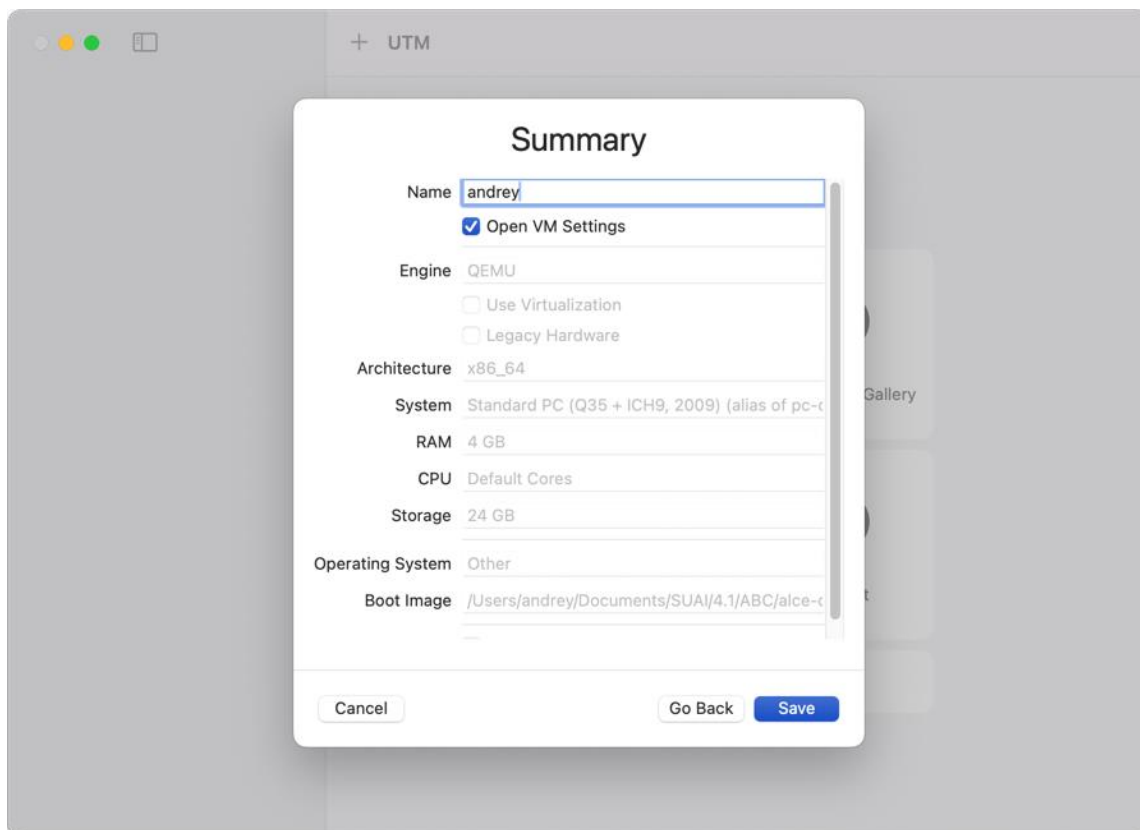 UTM
Summary
Name andrey
Open VM Settings
Engine QEMU
Use Virtualization
Legacy Hardware
Architecture x86_64
System Standard PC (Q35 + ICH9, 2009) (alias of pc-
RAM 4 GB
CPU Default Cores
Storage 24 GB
Operating System Other
Boot Image /Users/andrey/Documents/SUAI/4.1/ABC/alce-
Cancel
Go Back
Save
Gallery